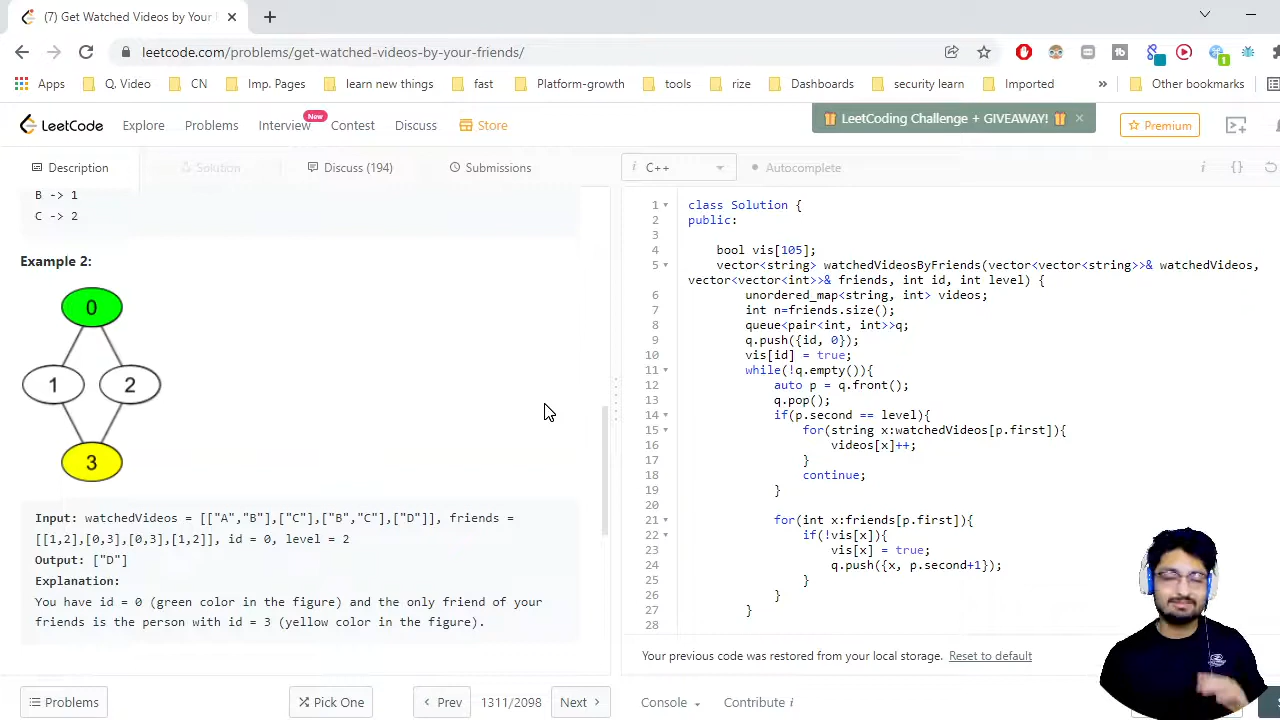 (7) Get Watched Videos by Your F
leetcode.com/problems/get-watched-videos-by-your-friends/
Apps Q. Video CN Imp. Pages learn new things fast Platform-growth tools rize Dashboards security learn Imported » Other bookmarks
LeetCode Explore Problems Interview New Contest Discuss Store LeetCoding Challenge + GIVEAWAY! × Premium
Description Solution Discuss (194) Submissions
i C++ Autocomplete i {}
B -> 1
C -> 2
Example 2:
0
1 2
3
Input: watchedVideos = [["A","B"],["C"],["B","C"],["D"]], friends =
[[1,2],[0,3],[0,3],[1,2]], id = 0, level = 2
Output: ["D"]
Explanation:
You have id = 0 (green color in the figure) and the only friend of your
friends is the person with id = 3 (yellow color in the figure).
1 class Solution {
2 public:
3
4 bool vis[105];
5 vector<string> watchedVideosByFriends(vector<vector<string>>& watchedVideos,
vector<vector<int>>& friends, int id, int level) {
6 unordered_map<string, int> videos;
7 int n=friends.size();
8 queue<pair<int, int>>q;
9 q.push({id, 0});
10 vis[id] = true;
11 while(!q.empty()){
12 auto p = q.front();
13 q.pop();
14 if(p.second == level){
15 for(string x:watchedVideos[p.first]){
16 videos[x]++;
17 }
18 continue;
19 }
20
21 for(int x:friends[p.first]){
22 if(!vis[x]){
23 vis[x] = true;
24 q.push({x, p.second+1});
25 }
26 }
27 }
28
Your previous code was restored from your local storage. Reset to default
Problems Pick One Prev 1311/2098 Next Console Contribute i